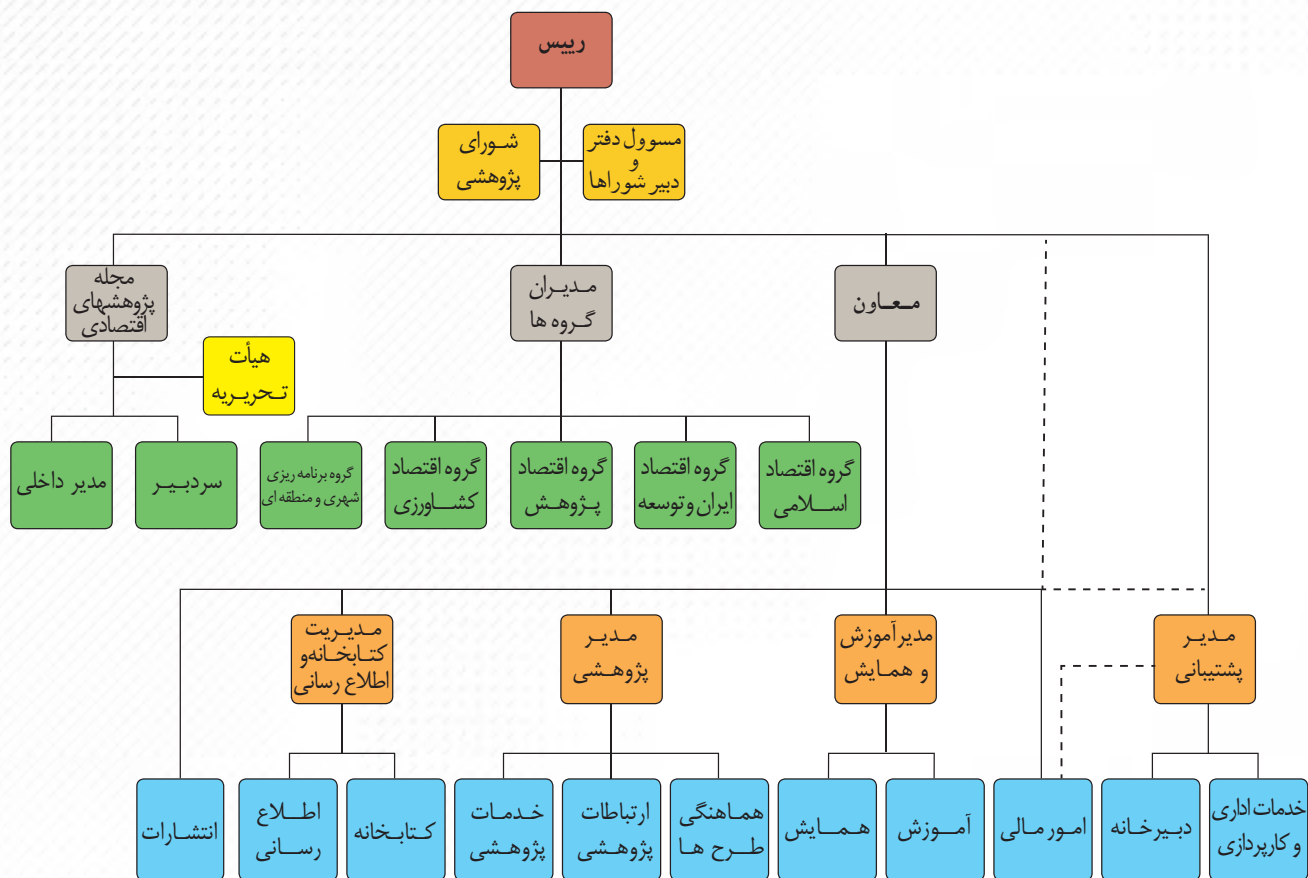 رییس
مسوول دفتر
و
دبیر شوراها
شورای
پژوهشی
معاون
مدیران
گروه ها
مجله
پژوهشهای
اقتصادی
هیأت
تحریریه
گروه اقتصاد
اسلامی
گروه اقتصاد
ایران و توسعه
گروه اقتصاد
پژوهش
گروه اقتصاد
کشاورزی
گروه برنامه ریزی
شهری و منطقه ای
سردبیر
مدیر داخلی
مدیر
پشتیبانی
مدیرآموزش
و همایش
مدیر
پژوهشی
مدیریت
کتابخانه و
اطلاع رسانی
خدمات اداری
و کارپردازی
دبیرخانه
امور مالی
آموزش
همایش
هماهنگی
طرح ها
ارتباطات
پژوهشی
خدمات
پژوهشی
کتابخانه
اطلاع
رسانی
انتشارات